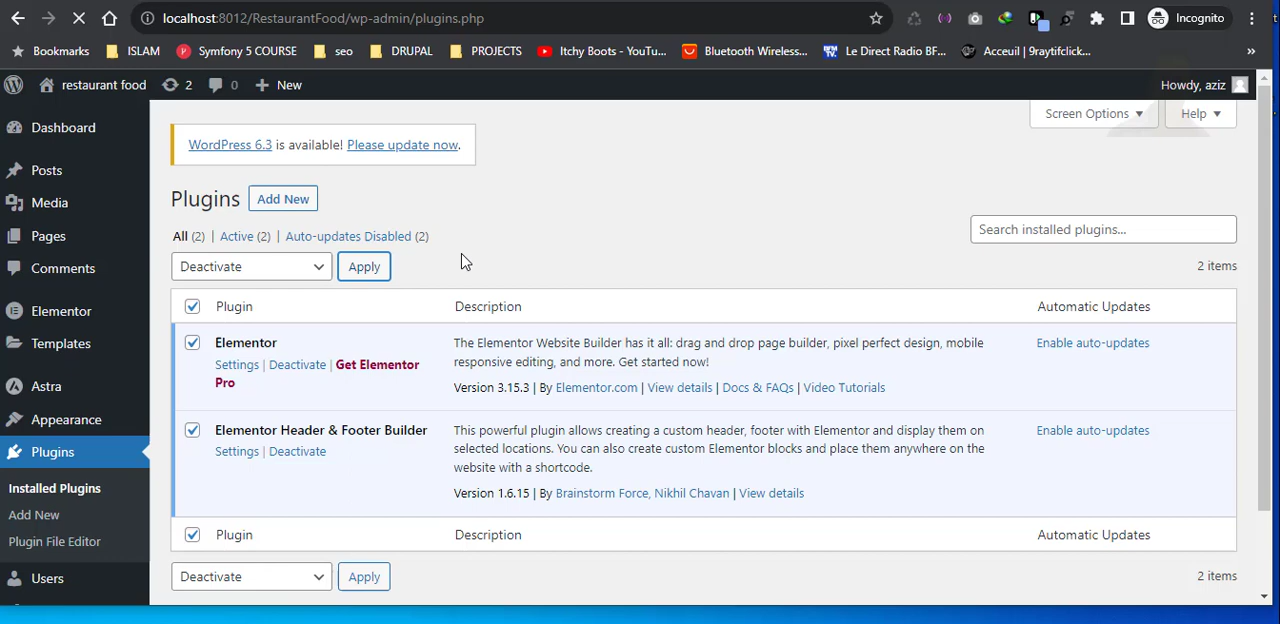 localhost:8012/RestaurantFood/wp-admin/plugins.php
Incognito
Bookmarks
ISLAM
Symfony 5 COURSE
seo
DRUPAL
PROJECTS
Itchy Boots - YouTu...
Bluetooth Wireless...
Le Direct Radio BF...
Acceuil | 9raytifclick...
»
restaurant food
2
0
New
Howdy, aziz
Screen Options
Help
Dashboard
Posts
Media
Pages
Comments
Elementor
Templates
Astra
Appearance
Plugins
Installed Plugins
Add New
Plugin File Editor
Users
WordPress 6.3 is available! Please update now.
Plugins
Add New
All (2) | Active (2) | Auto-updates Disabled (2)
Search installed plugins...
Deactivate
Apply
2 items
Plugin
Description
Automatic Updates
Elementor
Settings | Deactivate | Get Elementor
Pro
The Elementor Website Builder has it all: drag and drop page builder, pixel perfect design, mobile
responsive editing, and more. Get started now!
Version 3.15.3 | By Elementor.com | View details | Docs & FAQs | Video Tutorials
Enable auto-updates
Elementor Header & Footer Builder
Settings | Deactivate
This powerful plugin allows creating a custom header, footer with Elementor and display them on
selected locations. You can also create custom Elementor blocks and place them anywhere on the
website with a shortcode.
Version 1.6.15 | By Brainstorm Force, Nikhil Chavan | View details
Enable auto-updates
Plugin
Description
Automatic Updates
Deactivate
Apply
2 items